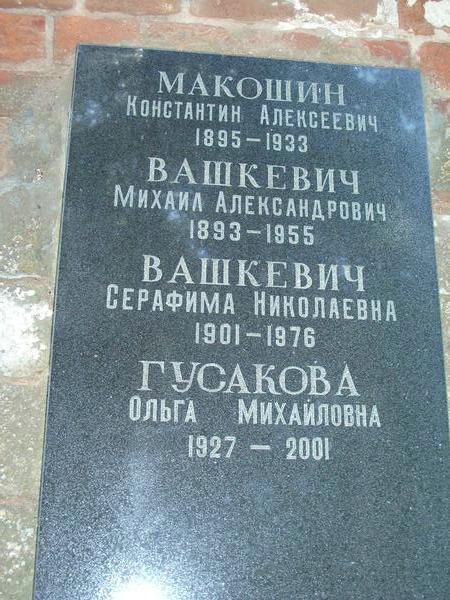 МАКОШИН
КОНСТАНТИН АЛЕКСЕЕВИЧ
1895 – 1933
ВАШКЕВИЧ
МИХАИЛ АЛЕКСАНДРОВИЧ
1893 – 1955
ВАШКЕВИЧ
СЕРАФИМА НИКОЛАЕВНА
1901 – 1976
ГУСАКОВА
ОЛЬГА МИХАЙЛОВНА
1927 – 2001